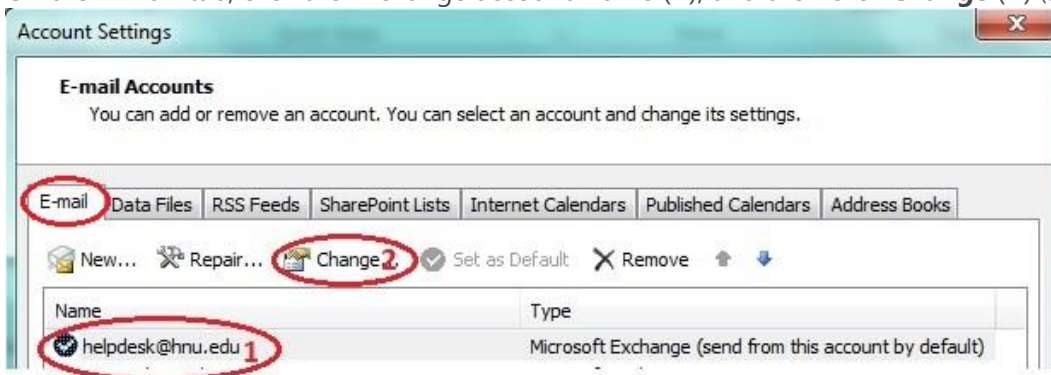 Account Settings
E-mail Accounts
You can add or remove an account. You can select an account and change its settings.
E-mail Data Files RSS Feeds SharePoint Lists Internet Calendars Published Calendars Address Books
New... Repair... Change 2 Set as Default Remove
Name Type
helpdesk@hnu.edu 1 Microsoft Exchange (send from this account by default)